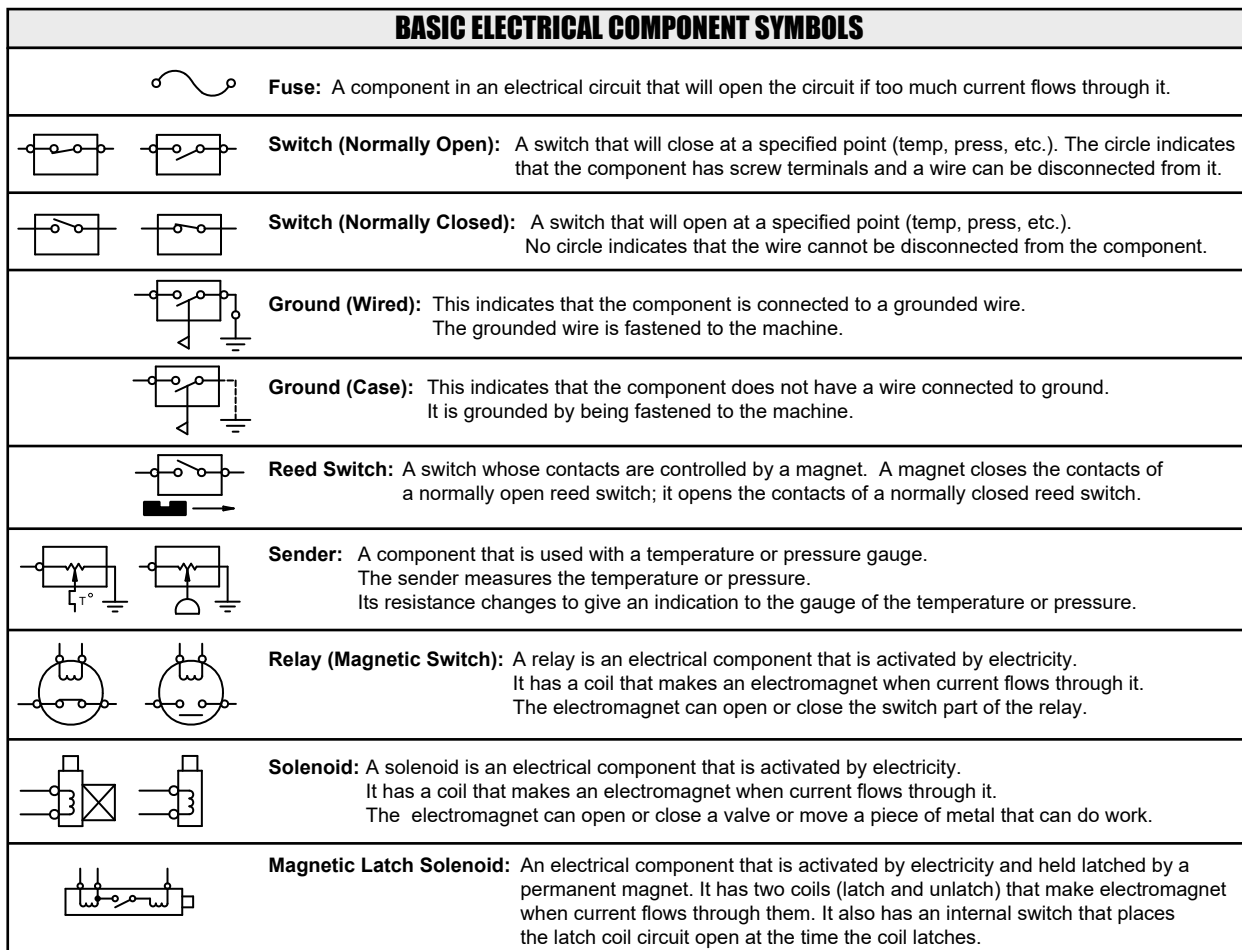 BASIC ELECTRICAL COMPONENT SYMBOLS
Fuse: A component in an electrical circuit that will open the circuit if too much current flows through it.
Switch (Normally Open): A switch that will close at a specified point (temp, press, etc.). The circle indicates
that the component has screw terminals and a wire can be disconnected from it.
Switch (Normally Closed): A switch that will open at a specified point (temp, press, etc.).
No circle indicates that the wire cannot be disconnected from the component.
Ground (Wired): This indicates that the component is connected to a grounded wire.
The grounded wire is fastened to the machine.
Ground (Case): This indicates that the component does not have a wire connected to ground.
It is grounded by being fastened to the machine.
Reed Switch: A switch whose contacts are controlled by a magnet. A magnet closes the contacts of
a normally open reed switch; it opens the contacts of a normally closed reed switch.
T°
Sender: A component that is used with a temperature or pressure gauge.
The sender measures the temperature or pressure.
Its resistance changes to give an indication to the gauge of the temperature or pressure.
Relay (Magnetic Switch): A relay is an electrical component that is activated by electricity.
It has a coil that makes an electromagnet when current flows through it.
The electromagnet can open or close the switch part of the relay.
Solenoid: A solenoid is an electrical component that is activated by electricity.
It has a coil that makes an electromagnet when current flows through it.
The electromagnet can open or close a valve or move a piece of metal that can do work.
Magnetic Latch Solenoid: An electrical component that is activated by electricity and held latched by a
permanent magnet. It has two coils (latch and unlatch) that make electromagnet
when current flows through them. It also has an internal switch that places
the latch coil circuit open at the time the coil latches.